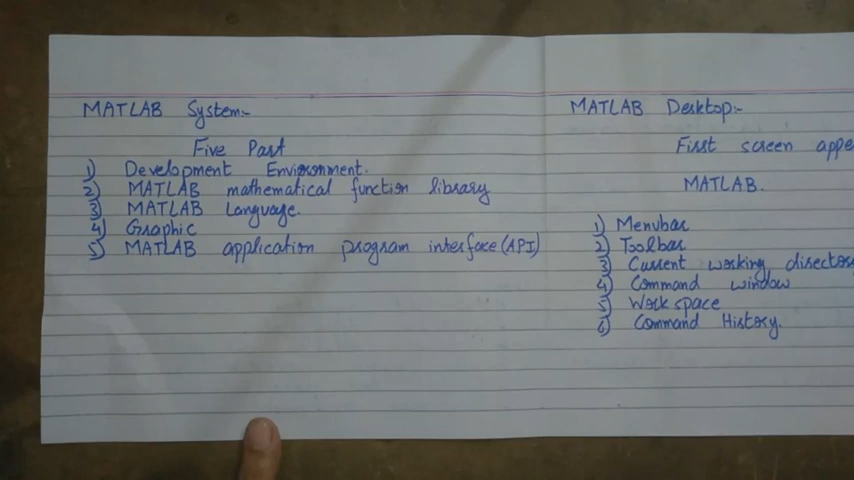 MATLAB System:-
Five Part
1) Development Environment.
2) MATLAB mathematical function library
3) MATLAB Language.
4) Graphic
5) MATLAB application program interface (API)
MATLAB Desktop:-
First screen appe
MATLAB.
1) Menubar
2) Toolbar
3) Current working director
4) Command window
5) Work space
6) Command History.